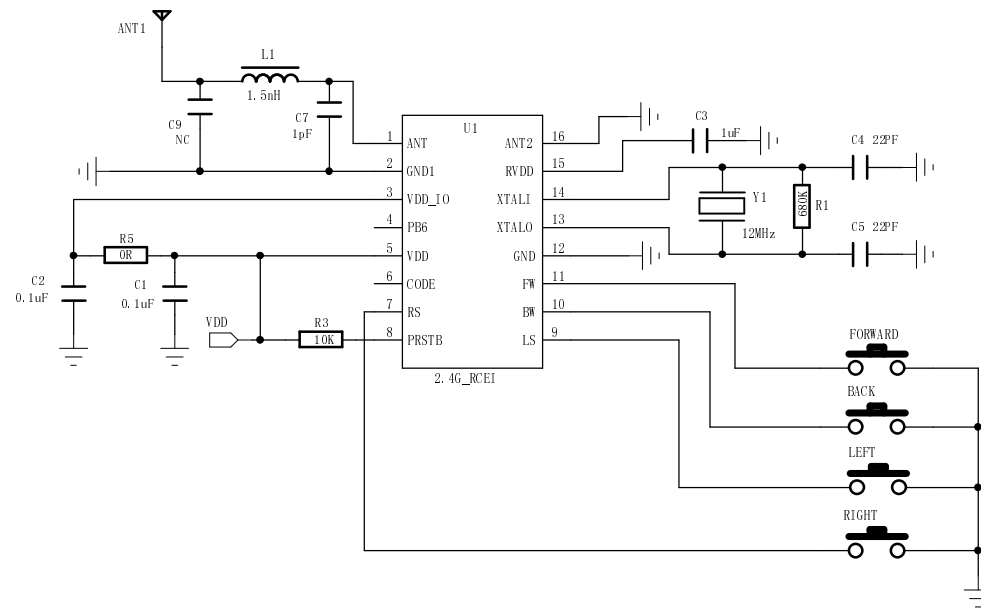 ANT1
L1
1.5nH
C9
NC
C7
1pF
U1
1 ANT
2 GND1
3 VDD_IO
4 PB6
5 VDD
6 CODE
7 RS
8 PRSTB
ANT2 16
RVDD 15
XTALI 14
XTALO 13
GND 12
FW 11
BW 10
LS 9
2.4G_RCEI
C3
1uF
C4 22PF
Y1
12MHz
680K
R1
C5 22PF
R5
0R
C2
0.1uF
C1
0.1uF
VDD
R3
10K
FORWARD
BACK
LEFT
RIGHT